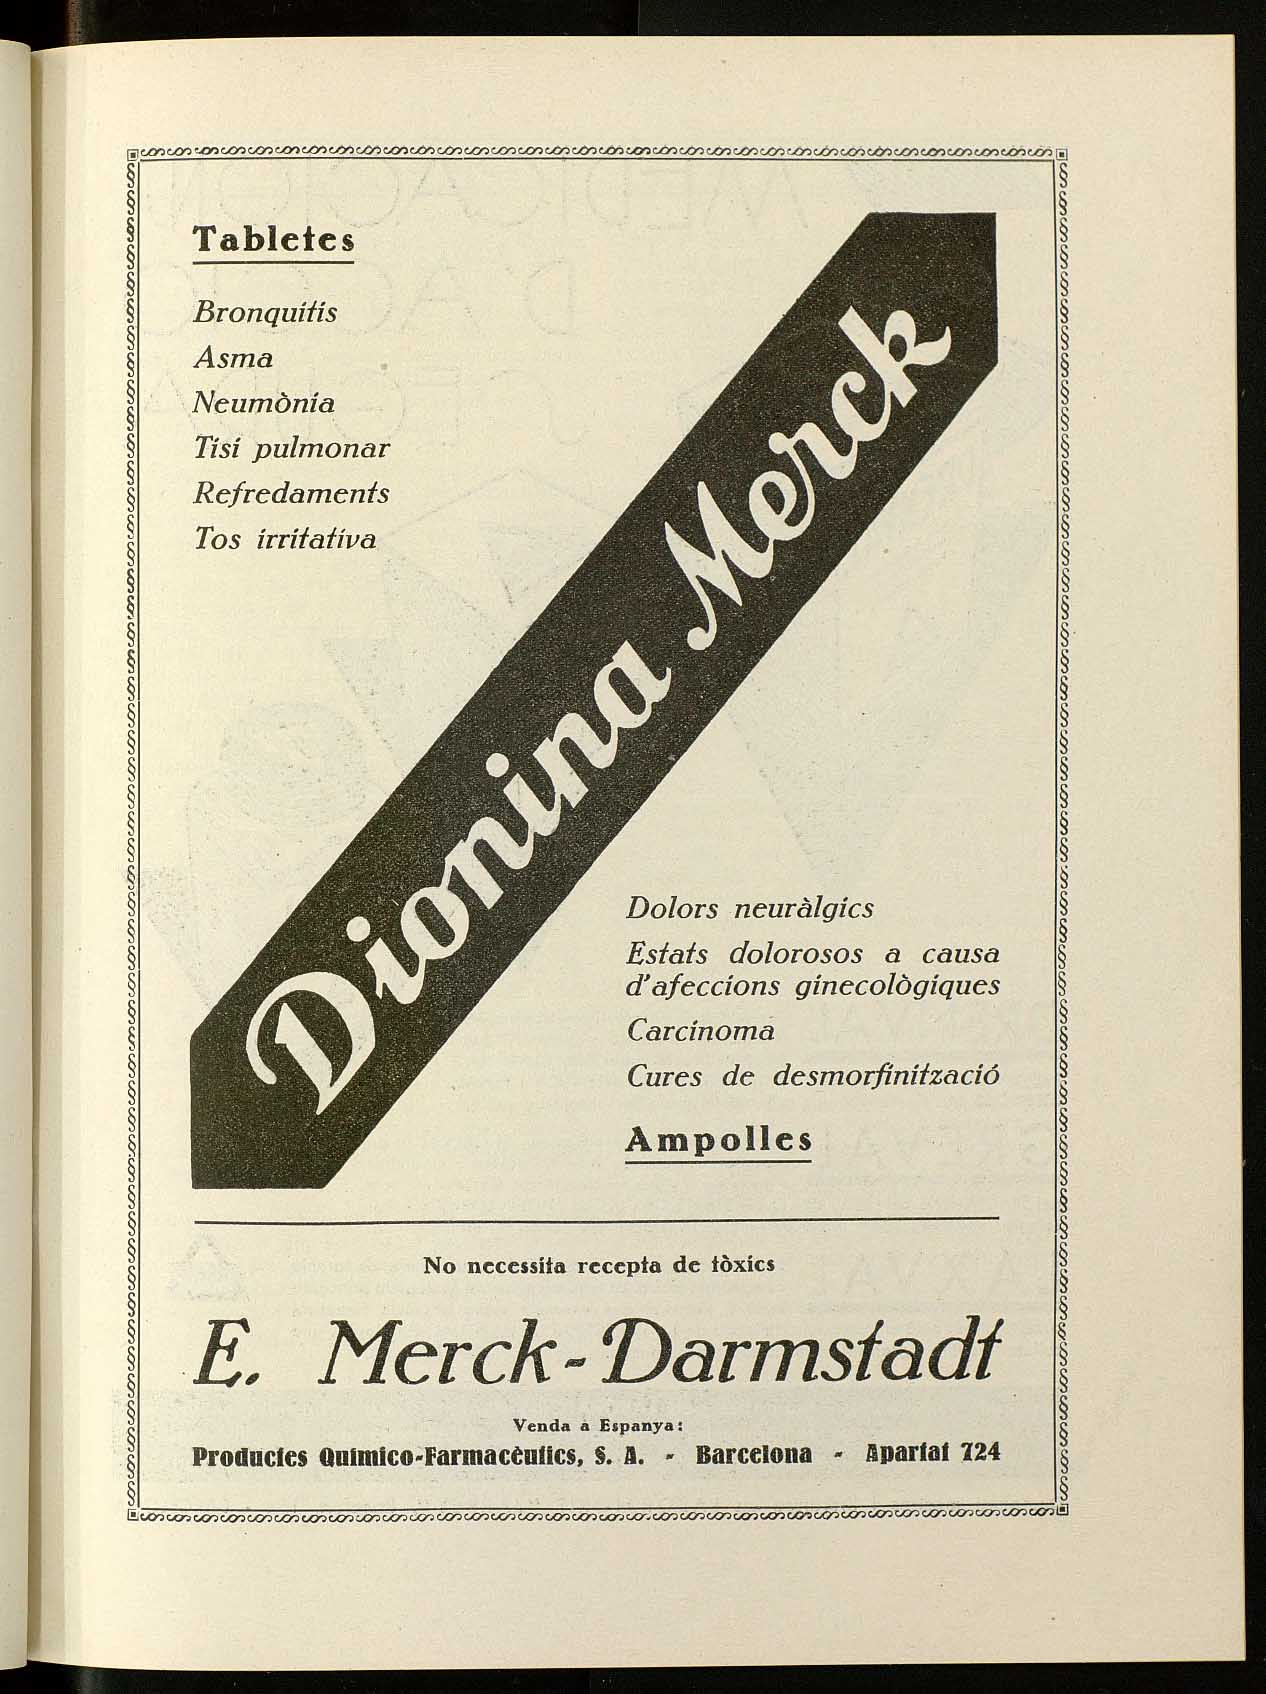 Tabletes
Bronquitis
Asma
Neumònia
Tisi pulmonar
Refredaments
Tos irritativa
Dionina Merck
Dolors neuràlgics
Estats dolorosos a causa
d'afeccions ginecològiques
Carcinoma
Cures de desmorfinització
Ampolles
No necessita recepta de tòxics
E. Merck-Darmstadt
Venda a Espanya:
Productes Químico-Farmacèutics, S. A. - Barcelona - Apartat 724